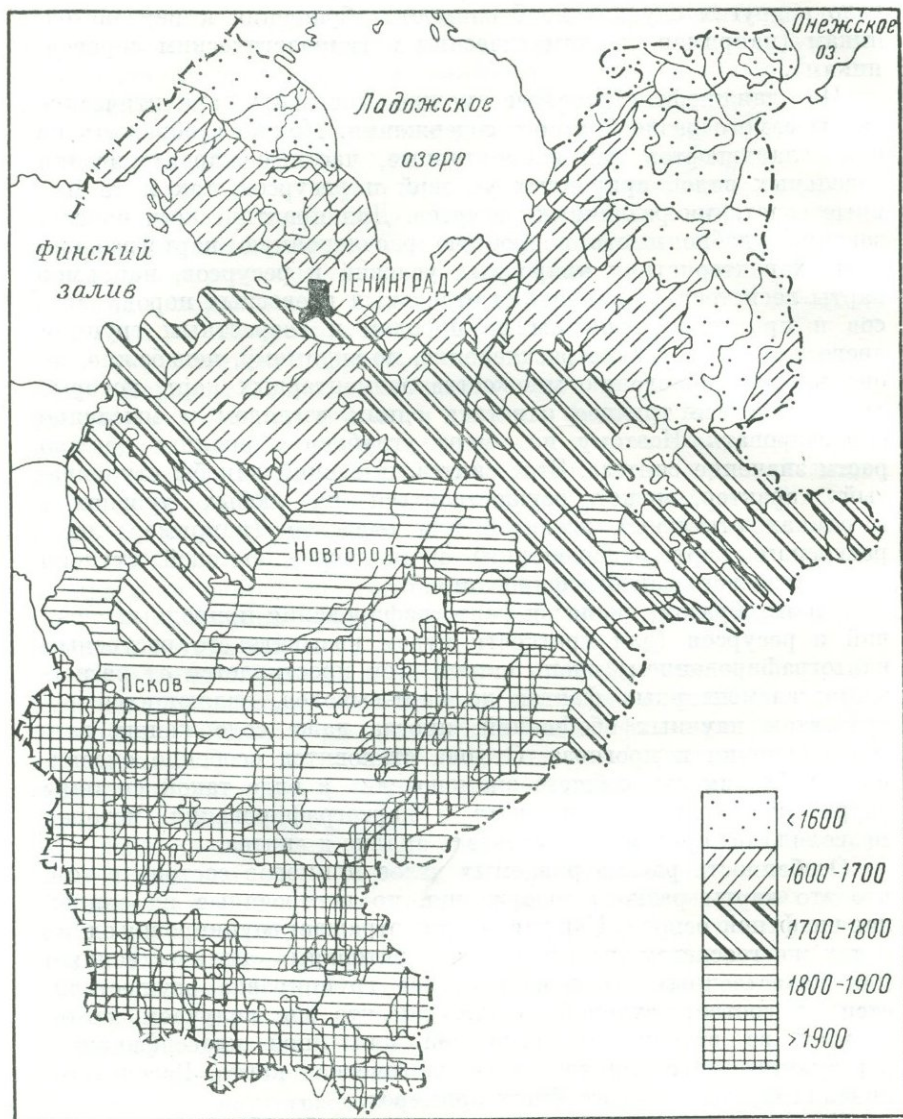 Онежское
оз.
Ладожское
озеро
Финский
залив
ЛЕНИНГРАД
Новгород
Псков
<1600
1600-1700
1700-1800
1800-1900
>1900